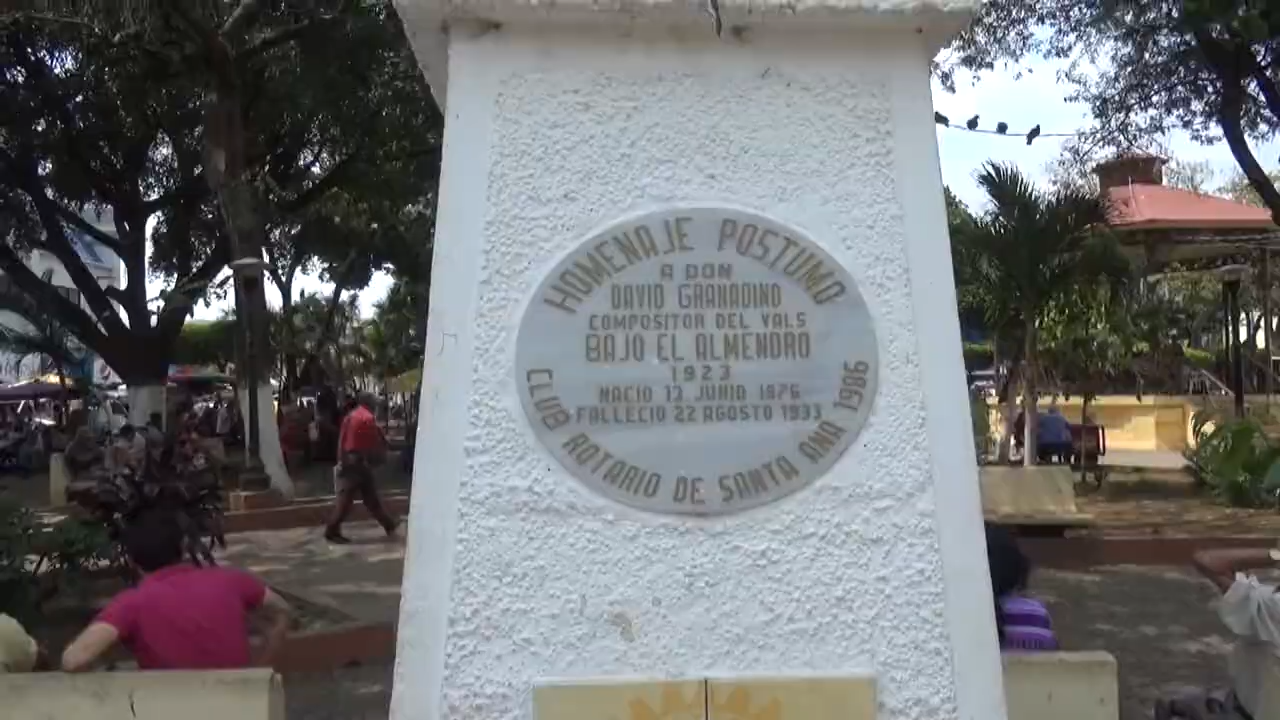 HOMENAJE POSTUMO
A DON
DAVID GRANADINO
COMPOSITOR DEL VALS
BAJO EL ALMENDRO
1923
NACIO 13 JUNIO 1876
FALLECIO 22 AGOSTO 1933
CLUB ROTARIO DE SANTA ANA 1986